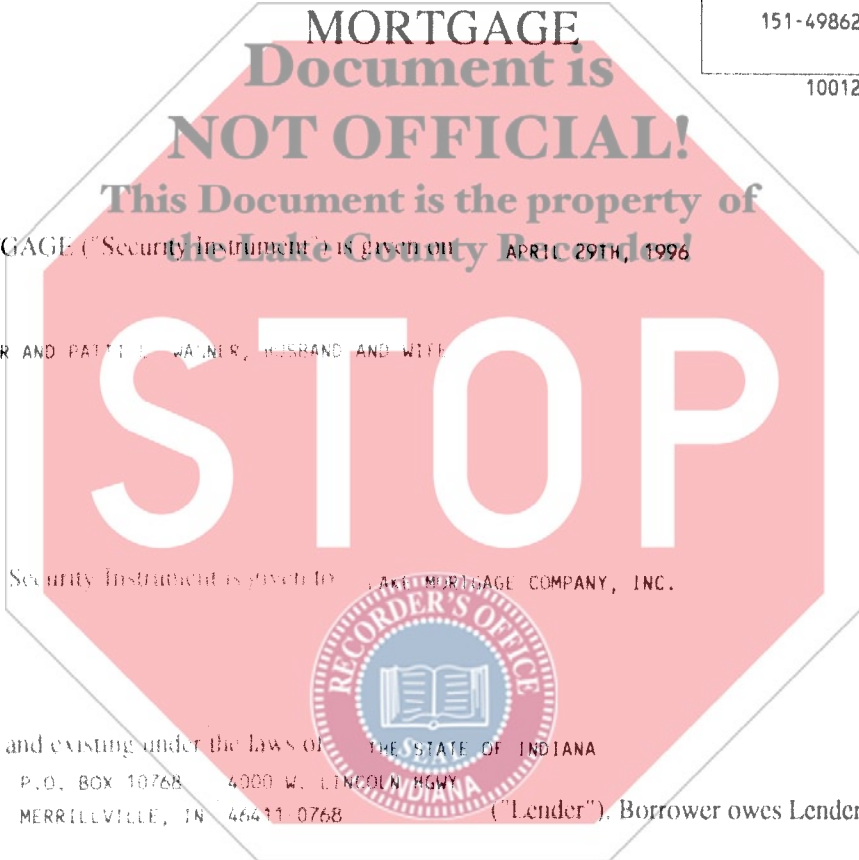 MORTGAGE
151-49862
10012
Document is
NOT OFFICIAL!
This Document is the property of
the Lake County Recorder!
GAGE ("Security Instrument") is given on APRIL 29TH, 1996
R AND PATTI L. WAGNER, HUSBAND AND WIFE
STOP
Security Instrument is given to LAKE MORTGAGE COMPANY, INC.
RECORDER'S OFFICE
SEAL
INDIANA
and existing under the laws of THE STATE OF INDIANA
P.O. BOX 10768 4000 W. LINCOLN HGWY
MERRILLVILLE, IN 46411-0768 ("Lender"). Borrower owes Lender